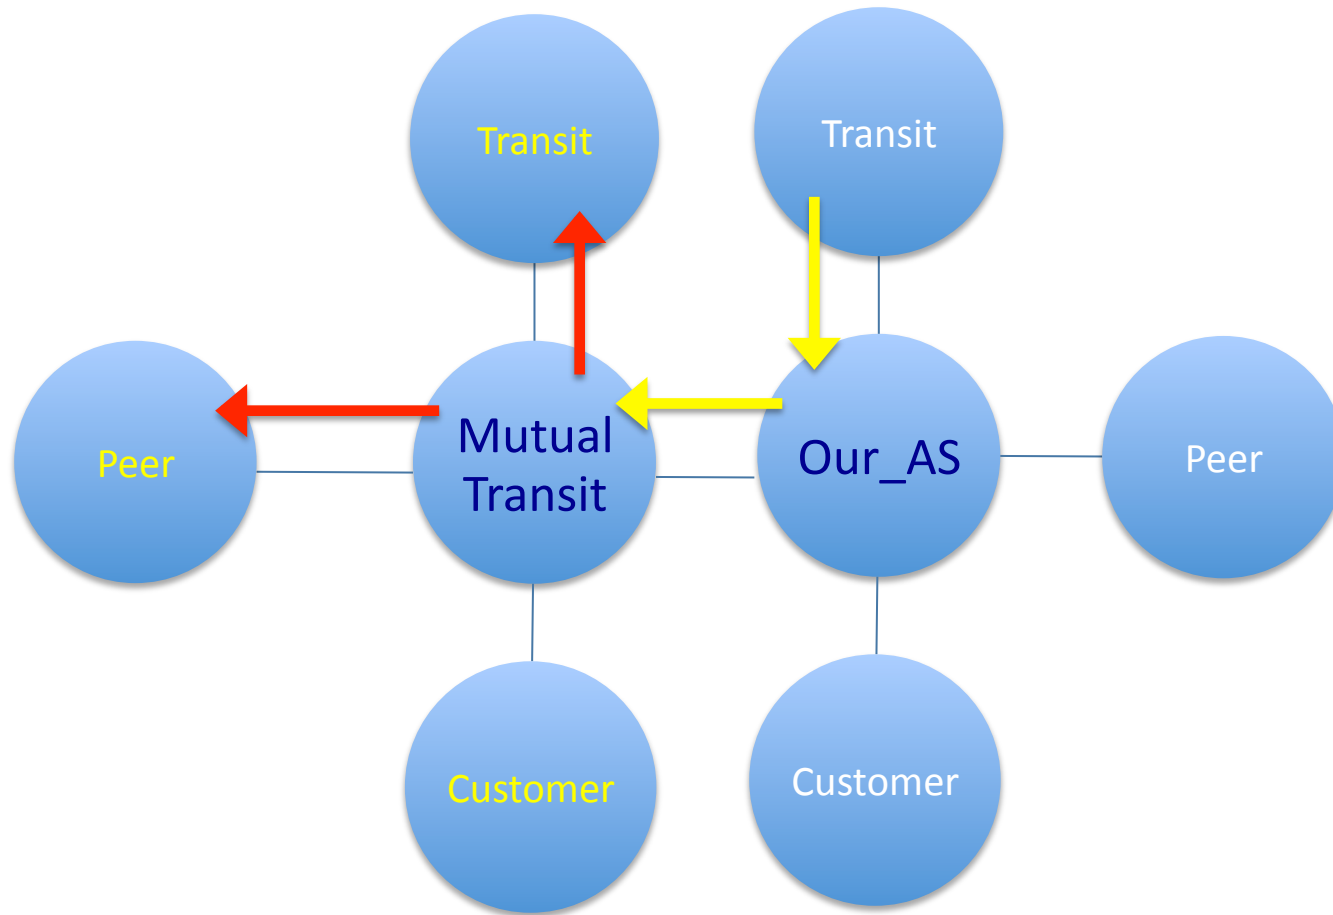 Transit
Transit
Peer
Mutual
Transit
Our_AS
Peer
Customer
Customer